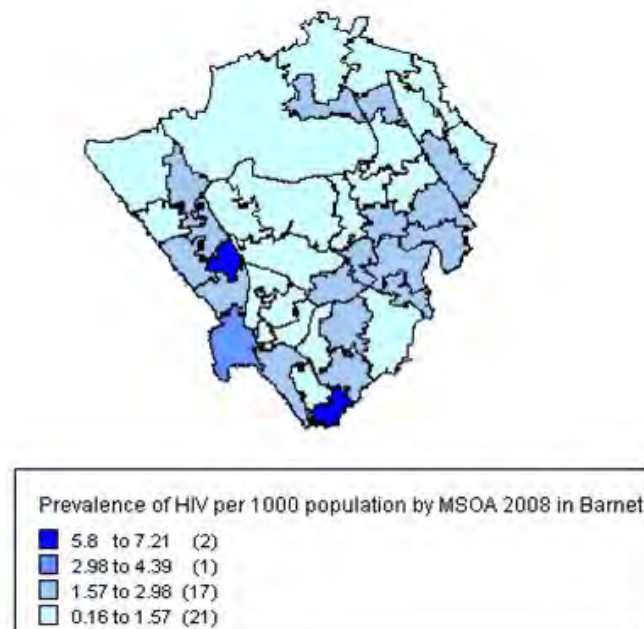 Prevalence of HIV per 1000 population by MSOA 2008 in Barnet
5.8 to 7.21 (2)
2.98 to 4.39 (1)
1.57 to 2.98 (17)
0.16 to 1.57 (21)